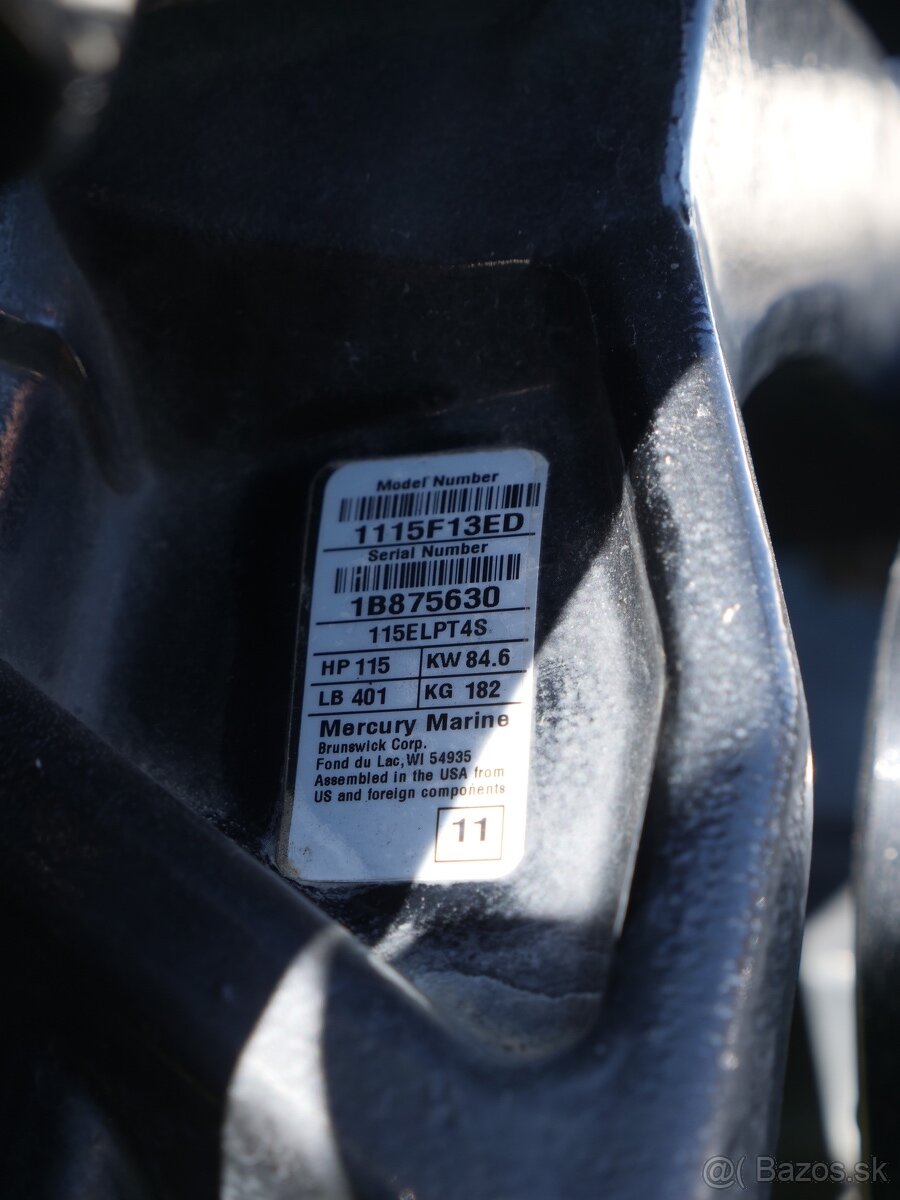 Model Number
1115F13ED
Serial Number
1B875630
115ELPT4S
HP 115 KW 84.6
LB 401 KG 182
Mercury Marine
Brunswick Corp.
Fond du Lac, WI 54935
Assembled in the USA from
US and foreign components
11
@( Bazos.sk